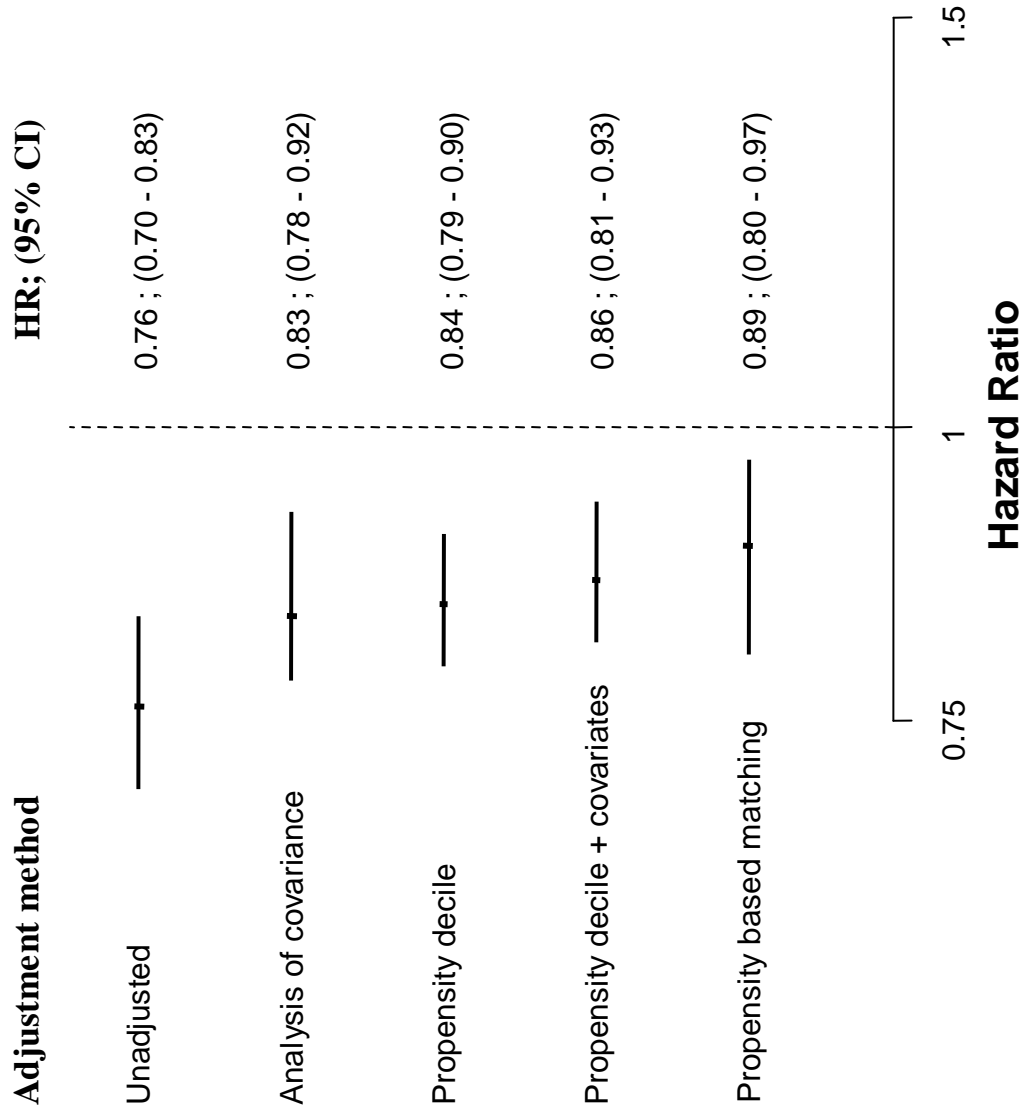 Adjustment method HR; (95% CI)
Unadjusted 0.76 ; (0.70 - 0.83)
Analysis of covariance 0.83 ; (0.78 - 0.92)
Propensity decile 0.84 ; (0.79 - 0.90)
Propensity decile + covariates 0.86 ; (0.81 - 0.93)
Propensity based matching 0.89 ; (0.80 - 0.97)
0.75 1 1.5
Hazard Ratio